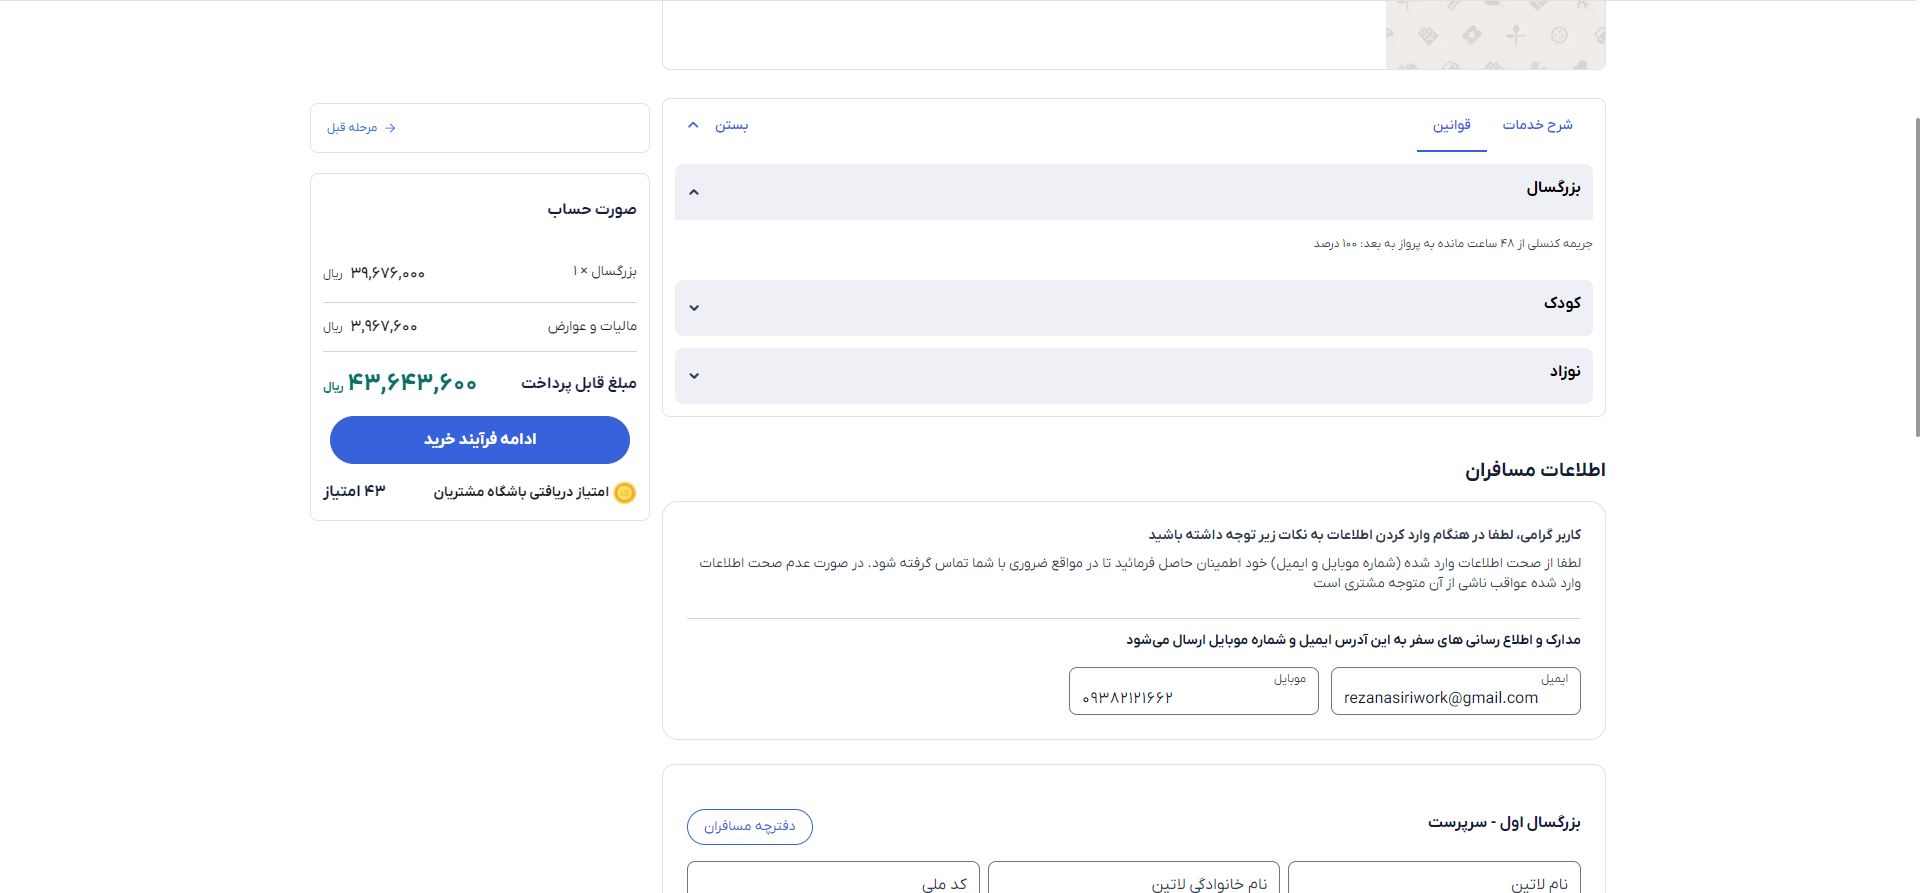 شرح خدمات
قوانین
بستن
بزرگسال
جریمه کنسلی از ۴۸ ساعت مانده به پرواز به بعد: ۱۰۰ درصد
کودک
نوزاد
اطلاعات مسافران
کاربر گرامی، لطفا در هنگام وارد کردن اطلاعات به نکات زیر توجه داشته باشید
لطفا از صحت اطلاعات وارد شده (شماره موبایل و ایمیل) خود اطمینان حاصل فرمائید تا در مواقع ضروری با شما تماس گرفته شود. در صورت عدم صحت اطلاعات
وارد شده عواقب ناشی از آن متوجه مشتری است
مدارک و اطلاع رسانی های سفر به این آدرس ایمیل و شماره موبایل ارسال می‌شود
ایمیل
rezanasiriwork@gmail.com
موبایل
۰۹۳۸۲۱۲۱۶۶۲
بزرگسال اول - سرپرست
دفترچه مسافران
نام لاتین
نام خانوادگی لاتین
کد ملی
مرحله قبل
صورت حساب
بزرگسال × ۱
۳۹,۶۷۶,۰۰۰ ریال
مالیات و عوارض
۳,۹۶۷,۶۰۰ ریال
مبلغ قابل پرداخت
۴۳,۶۴۳,۶۰۰ ریال
ادامه فرآیند خرید
امتیاز دریافتی باشگاه مشتریان
۴۳ امتیاز